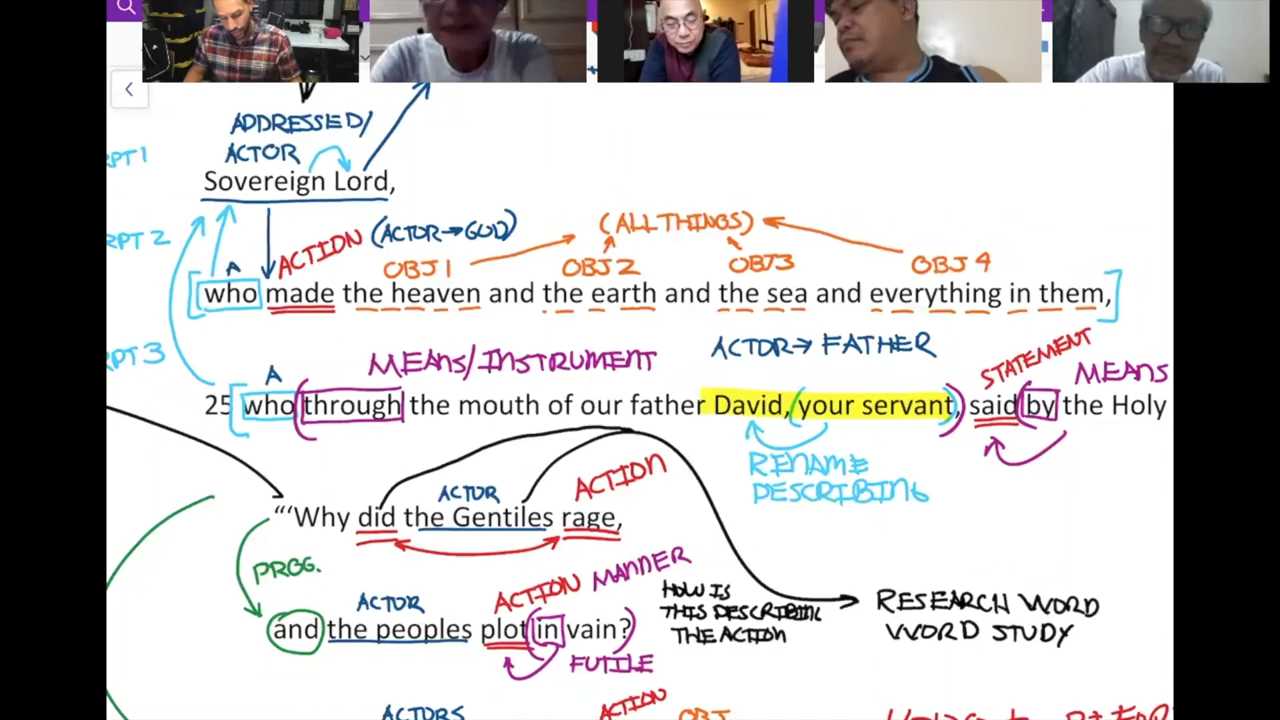 ADDRESSED/
ACTOR
RPT 1
Sovereign Lord,
RPT 2
ACTION (ACTOR→GOD) (ALL THINGS)
A OBJ 1 OBJ 2 OBJ3 OBJ 4
[who made the heaven and the earth and the sea and everything in them,]
RPT 3
A MEANS/INSTRUMENT ACTOR→ FATHER STATEMENT MEANS
25 [who (through the mouth of our father David, (your servant), said (by the Holy
RENAME
DESCRIBING
ACTOR ACTION
“‘Why did the Gentiles rage,
PROG.
ACTOR ACTION MANNER
and the peoples plot (in vain?)
FUTILE
HOW IS
THIS DESCRIBING
THE ACTION
RESEARCH WORD
WORD STUDY
ACTORS ACTION OBJ